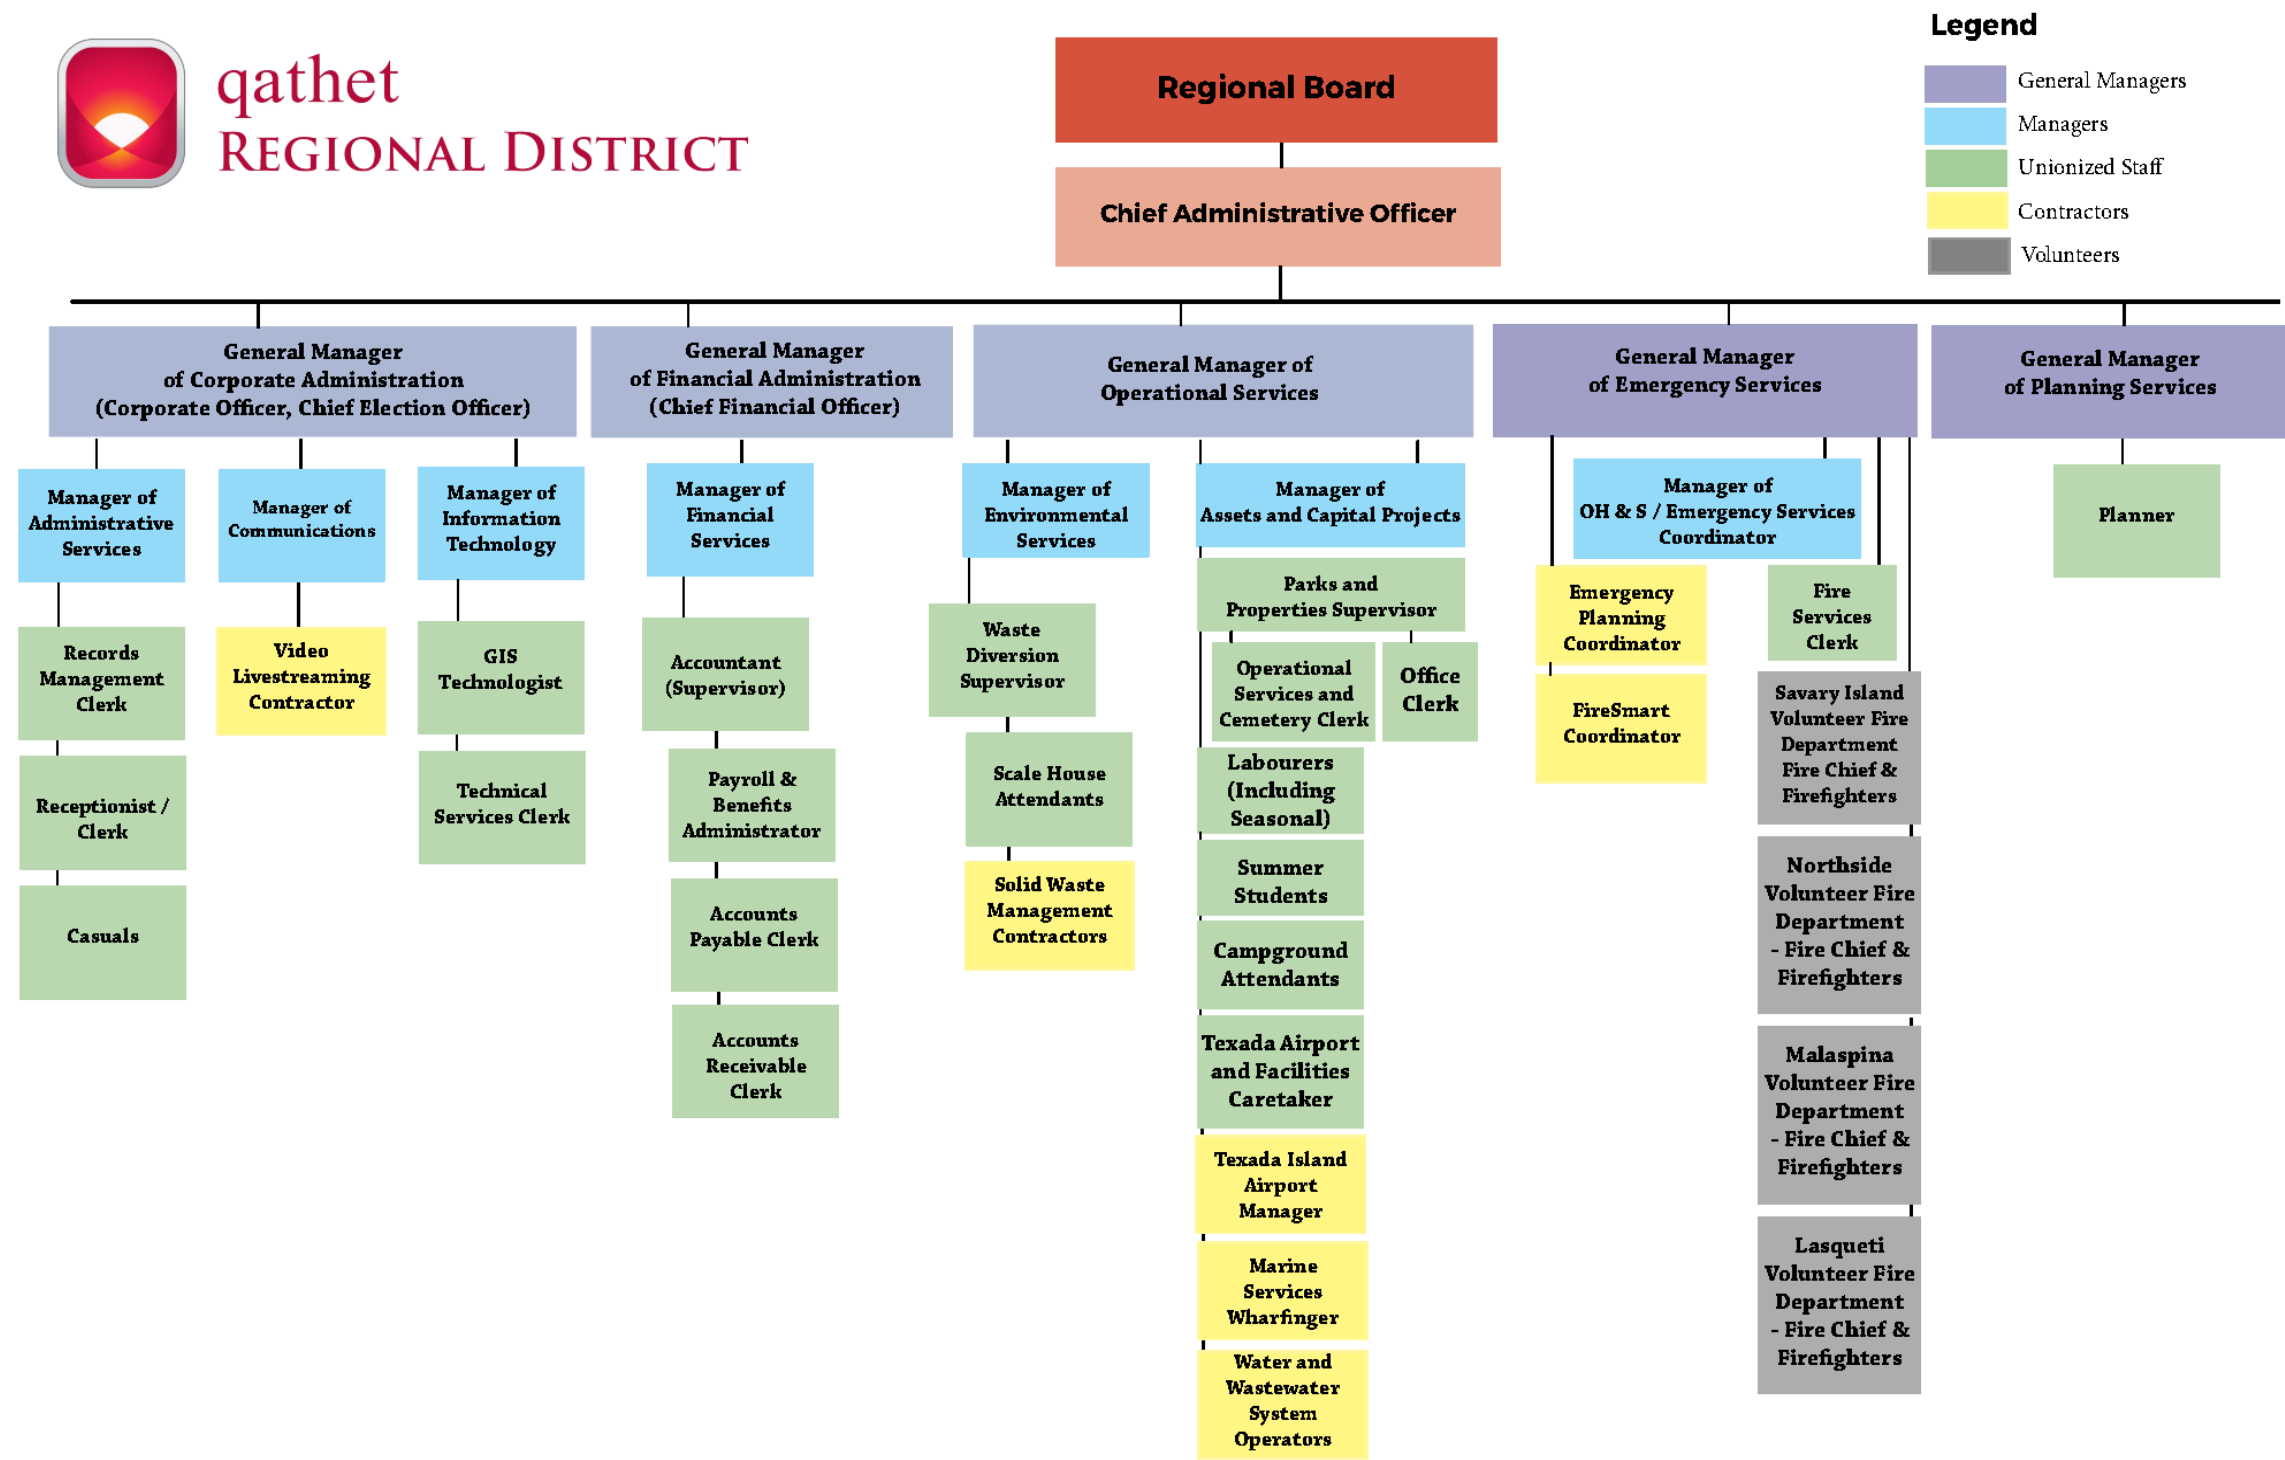 qathet
REGIONAL DISTRICT
Regional Board
Chief Administrative Officer
Legend
General Managers
Managers
Unionized Staff
Contractors
Volunteers
General Manager
of Corporate Administration
(Corporate Officer, Chief Election Officer)
General Manager
of Financial Administration
(Chief Financial Officer)
General Manager of
Operational Services
General Manager
of Emergency Services
General Manager
of Planning Services
Manager of
Administrative
Services
Manager of
Communications
Manager of
Information
Technology
Manager of
Financial
Services
Manager of
Environmental
Services
Manager of
Assets and Capital Projects
Manager of
OH & S / Emergency Services
Coordinator
Planner
Records
Management
Clerk
Receptionist /
Clerk
Casuals
Video
Livestreaming
Contractor
GIS
Technologist
Technical
Services Clerk
Accountant
(Supervisor)
Payroll &
Benefits
Administrator
Accounts
Payable Clerk
Accounts
Receivable
Clerk
Waste
Diversion
Supervisor
Scale House
Attendants
Solid Waste
Management
Contractors
Parks and
Properties Supervisor
Operational
Services and
Cemetery Clerk
Office
Clerk
Labourers
(Including
Seasonal)
Summer
Students
Campground
Attendants
Texada Airport
and Facilities
Caretaker
Texada Island
Airport
Manager
Marine
Services
Wharfinger
Water and
Wastewater
System
Operators
Emergency
Planning
Coordinator
FireSmart
Coordinator
Fire
Services
Clerk
Savary Island
Volunteer Fire
Department
Fire Chief &
Firefighters
Northside
Volunteer Fire
Department
- Fire Chief &
Firefighters
Malaspina
Volunteer Fire
Department
- Fire Chief &
Firefighters
Lasqueti
Volunteer Fire
Department
- Fire Chief &
Firefighters